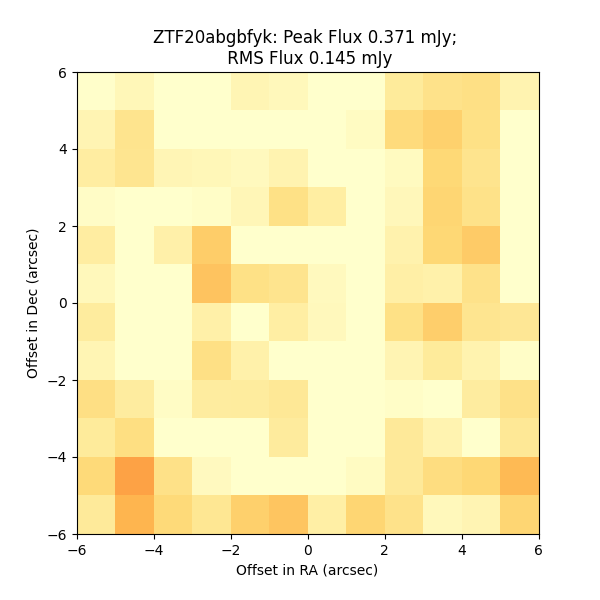 ZTF20abgbfyk: Peak Flux 0.371 mJy;
RMS Flux 0.145 mJy
6
4
2
0
−2
−4
−6
Offset in Dec (arcsec)
−6 −4 −2 0 2 4 6
Offset in RA (arcsec)